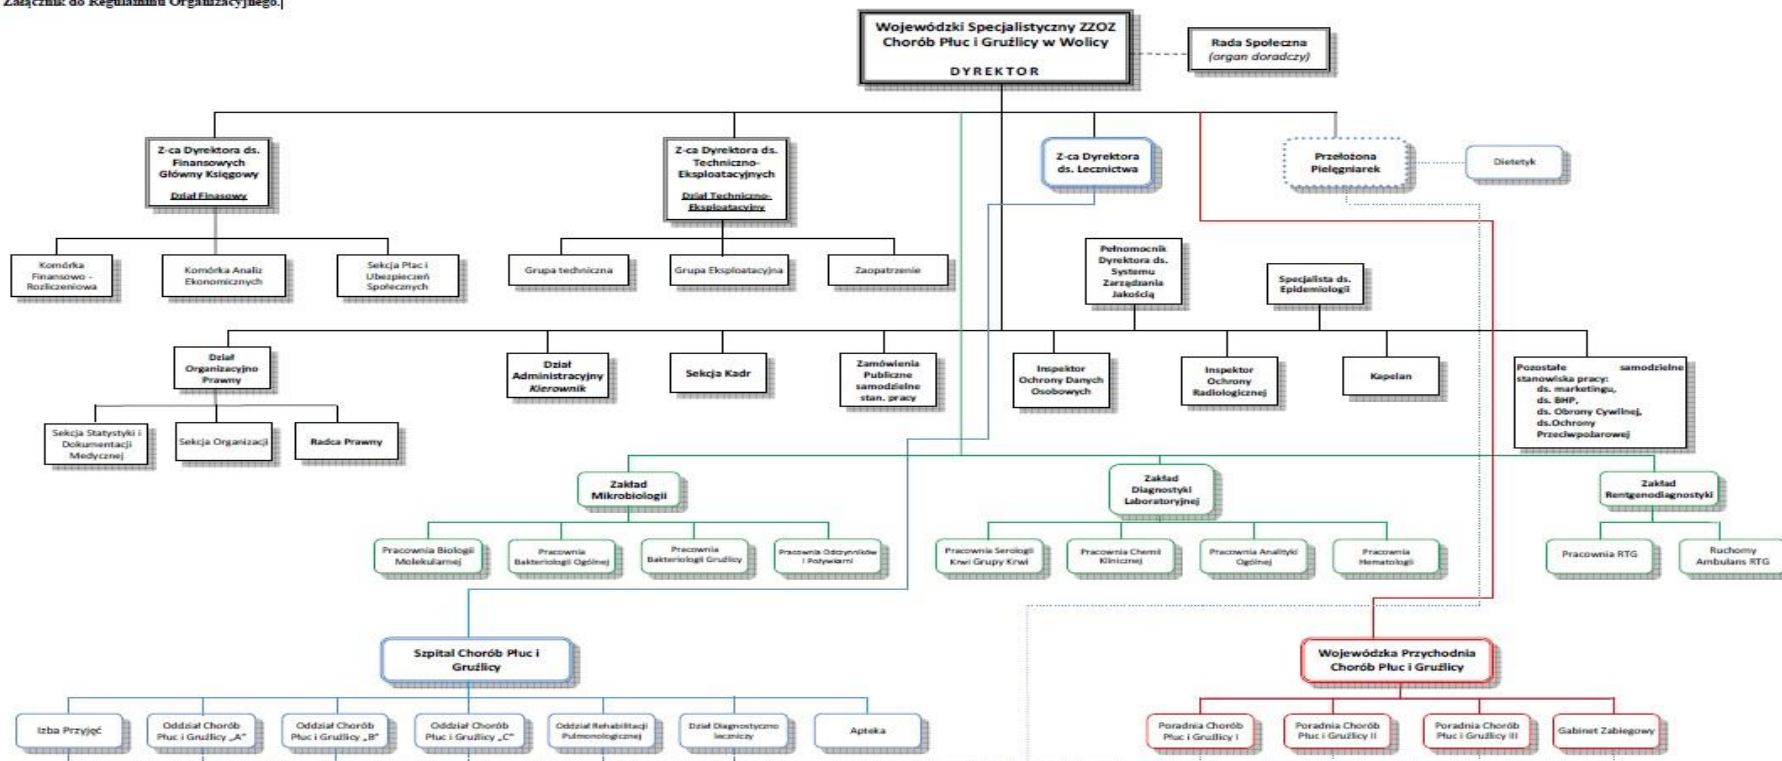 Załącznik do Regulaminu Organizacyjnego.
Wojewódzki Specjalistyczny ZZOZ
Chorób Płuc i Gruźlicy w Wolicy
DYREKTOR
Rada Społeczna
(organ doradczy)
Z-ca Dyrektora ds.
Finansowych
Główny Księgowy
Dział Finasowy
Z-ca Dyrektora ds.
Techniczno-
Eksploatacyjnych
Dział Techniczno-
Eksploatacyjny
Z-ca Dyrektora
ds. Lecznictwa
Przełożona
Pielęgniarek
Dietetyk
Komórka
Finansowo -
Rozliczeniowa
Komórka Analiz
Ekonomicznych
Sekcja Płac i
Ubezpieczeń
Społecznych
Grupa techniczna
Grupa Eksploatacyjna
Zaopatrzenie
Pełnomocnik
Dyrektora ds.
Systemu
Zarządzania
Jakością
Specjalista ds.
Epidemiologii
Dział
Organizacyjno
Prawny
Dział
Administracyjny
Kierownik
Sekcja Kadr
Zamówienia
Publiczne
samodzielne
stan. pracy
Inspektor
Ochrony Danych
Osobowych
Inspektor
Ochrony
Radiologicznej
Kapelan
Pozostałe samodzielne
stanowiska pracy:
ds. marketingu,
ds. BHP,
ds. Obrony Cywilnej,
ds.Ochrony
Przeciwpożarowej
Sekcja Statystyki i
Dokumentacji
Medycznej
Sekcja Organizacji
Radca Prawny
Zakład
Mikrobiologii
Zakład
Diagnostyki
Laboratoryjnej
Zakład
Rentgenodiagnostyki
Pracownia Biologii
Molekularnej
Pracownia
Bakteriologii Ogólnej
Pracownia
Bakteriologii Gruźlicy
Pracownia Odczynników
i Pożywkarni
Pracownia Serologii
Krwi Grupy Krwi
Pracownia Chemii
Klinicznej
Pracownia Analityki
Ogólnej
Pracownia
Hematologii
Pracownia RTG
Ruchomy
Ambulans RTG
Szpital Chorób Płuc i
Gruźlicy
Wojewódzka Przychodnia
Chorób Płuc i Gruźlicy
Izba Przyjęć
Oddział Chorób
Płuc i Gruźlicy „A”
Oddział Chorób
Płuc i Gruźlicy „B”
Oddział Chorób
Płuc i Gruźlicy „C”
Oddział Rehabilitacji
Pulmonologicznej
Dział Diagnostyczno
leczniczy
Apteka
Poradnia Chorób
Płuc i Gruźlicy I
Poradnia Chorób
Płuc i Gruźlicy II
Poradnia Chorób
Płuc i Gruźlicy III
Gabinet Zabiegowy